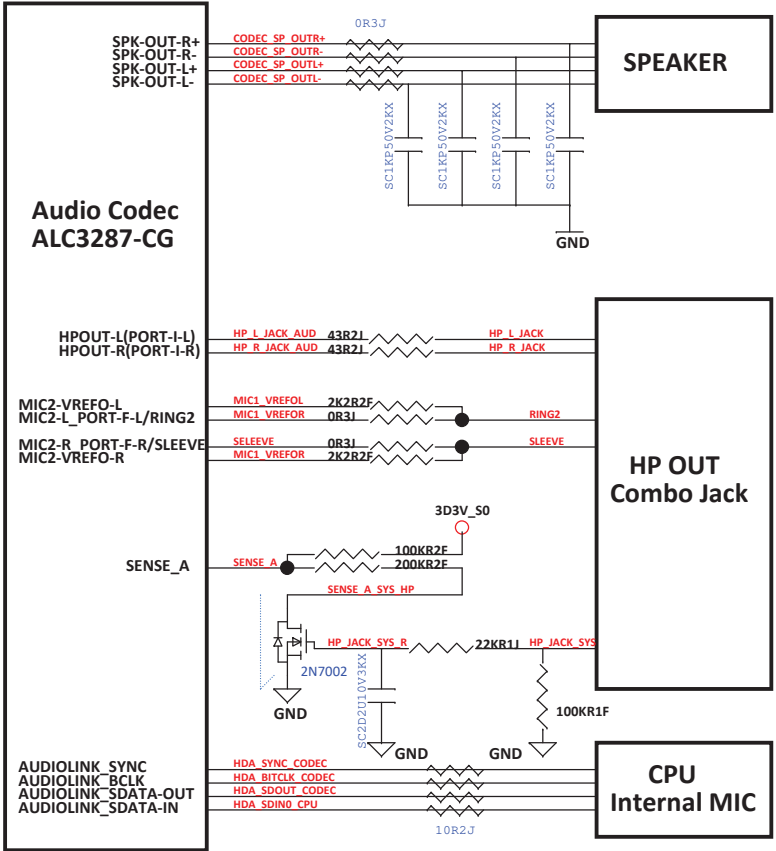 0R3J
SPK-OUT-R+ CODEC_SP_OUTR+
SPK-OUT-R- CODEC_SP_OUTR-
SPK-OUT-L+ CODEC_SP_OUTL+
SPK-OUT-L- CODEC_SP_OUTL-
SPEAKER
SC1KP50V2KX
SC1KP50V2KX
SC1KP50V2KX
SC1KP50V2KX
GND
Audio Codec
ALC3287-CG
HPOUT-L(PORT-I-L) HP_L_JACK_AUD 43R2J HP_L_JACK
HPOUT-R(PORT-I-R) HP_R_JACK_AUD 43R2J HP_R_JACK
MIC2-VREFO-L MIC1_VREFOL 2K2R2F
MIC2-L_PORT-F-L/RING2 MIC1_VREFOR 0R3J RING2
MIC2-R_PORT-F-R/SLEEVE SELEEVE 0R3J SLEEVE
MIC2-VREFO-R MIC1_VREFOR 2K2R2F
HP OUT
Combo Jack
3D3V_S0
100KR2F
SENSE_A SENSE_A 200KR2F
SENSE_A_SYS_HP
HP_JACK_SYS_R 22KR1J HP_JACK_SYS
2N7002
GND
SC2D2U10V3KX
100KR1F
GND GND
AUDIOLINK_SYNC HDA_SYNC_CODEC
AUDIOLINK_BCLK HDA_BITCLK_CODEC
AUDIOLINK_SDATA-OUT HDA_SDOUT_CODEC
AUDIOLINK_SDATA-IN HDA_SDIN0_CPU
10R2J
CPU
Internal MIC